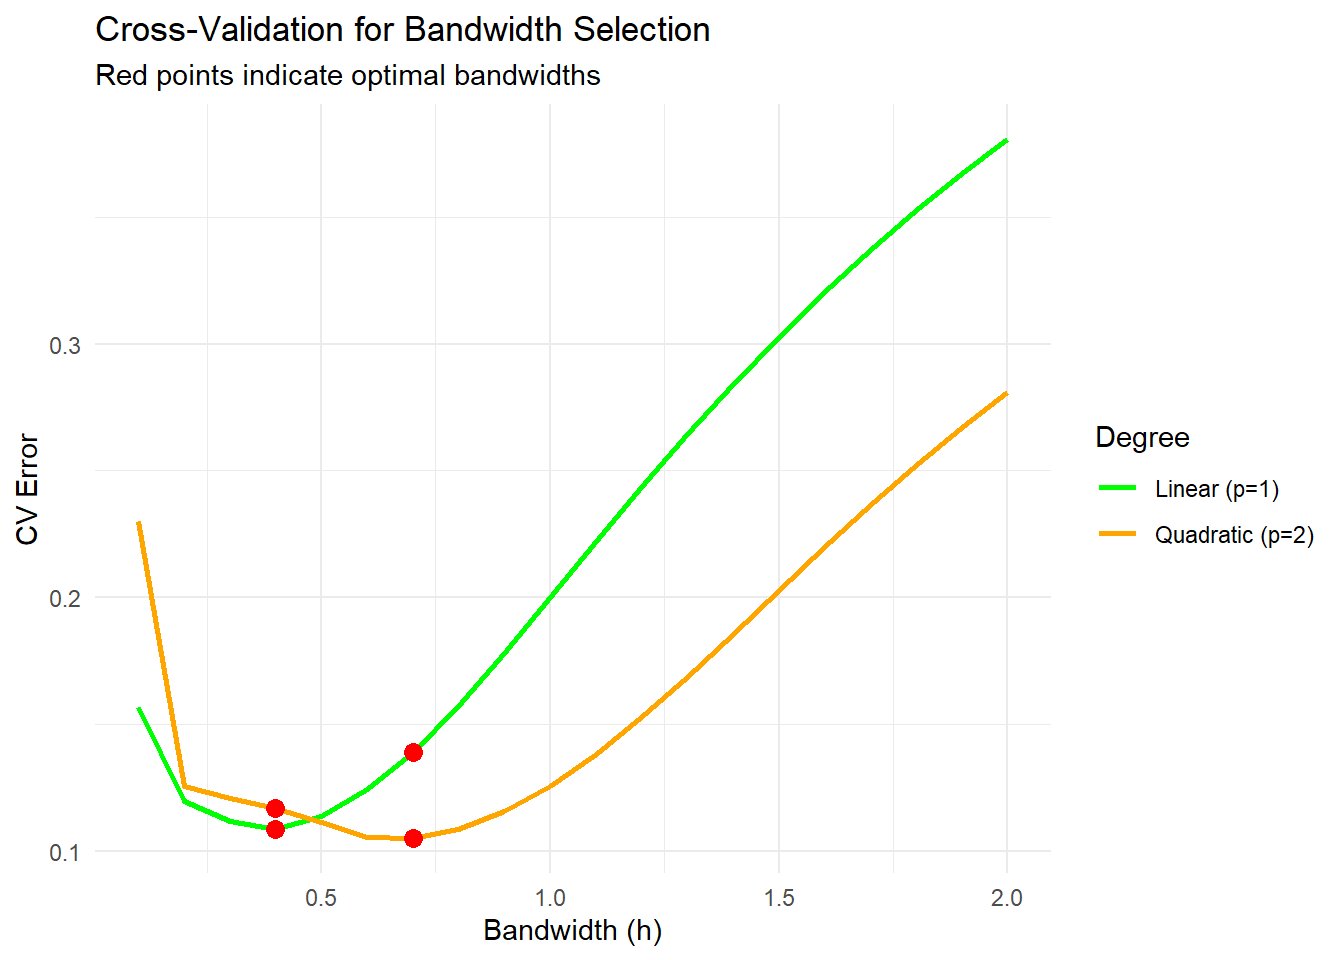 Cross-Validation for Bandwidth Selection
Red points indicate optimal bandwidths
CV Error
0.3
0.2
0.1
0.5
1.0
1.5
2.0
Bandwidth (h)
Degree
Linear (p=1)
Quadratic (p=2)